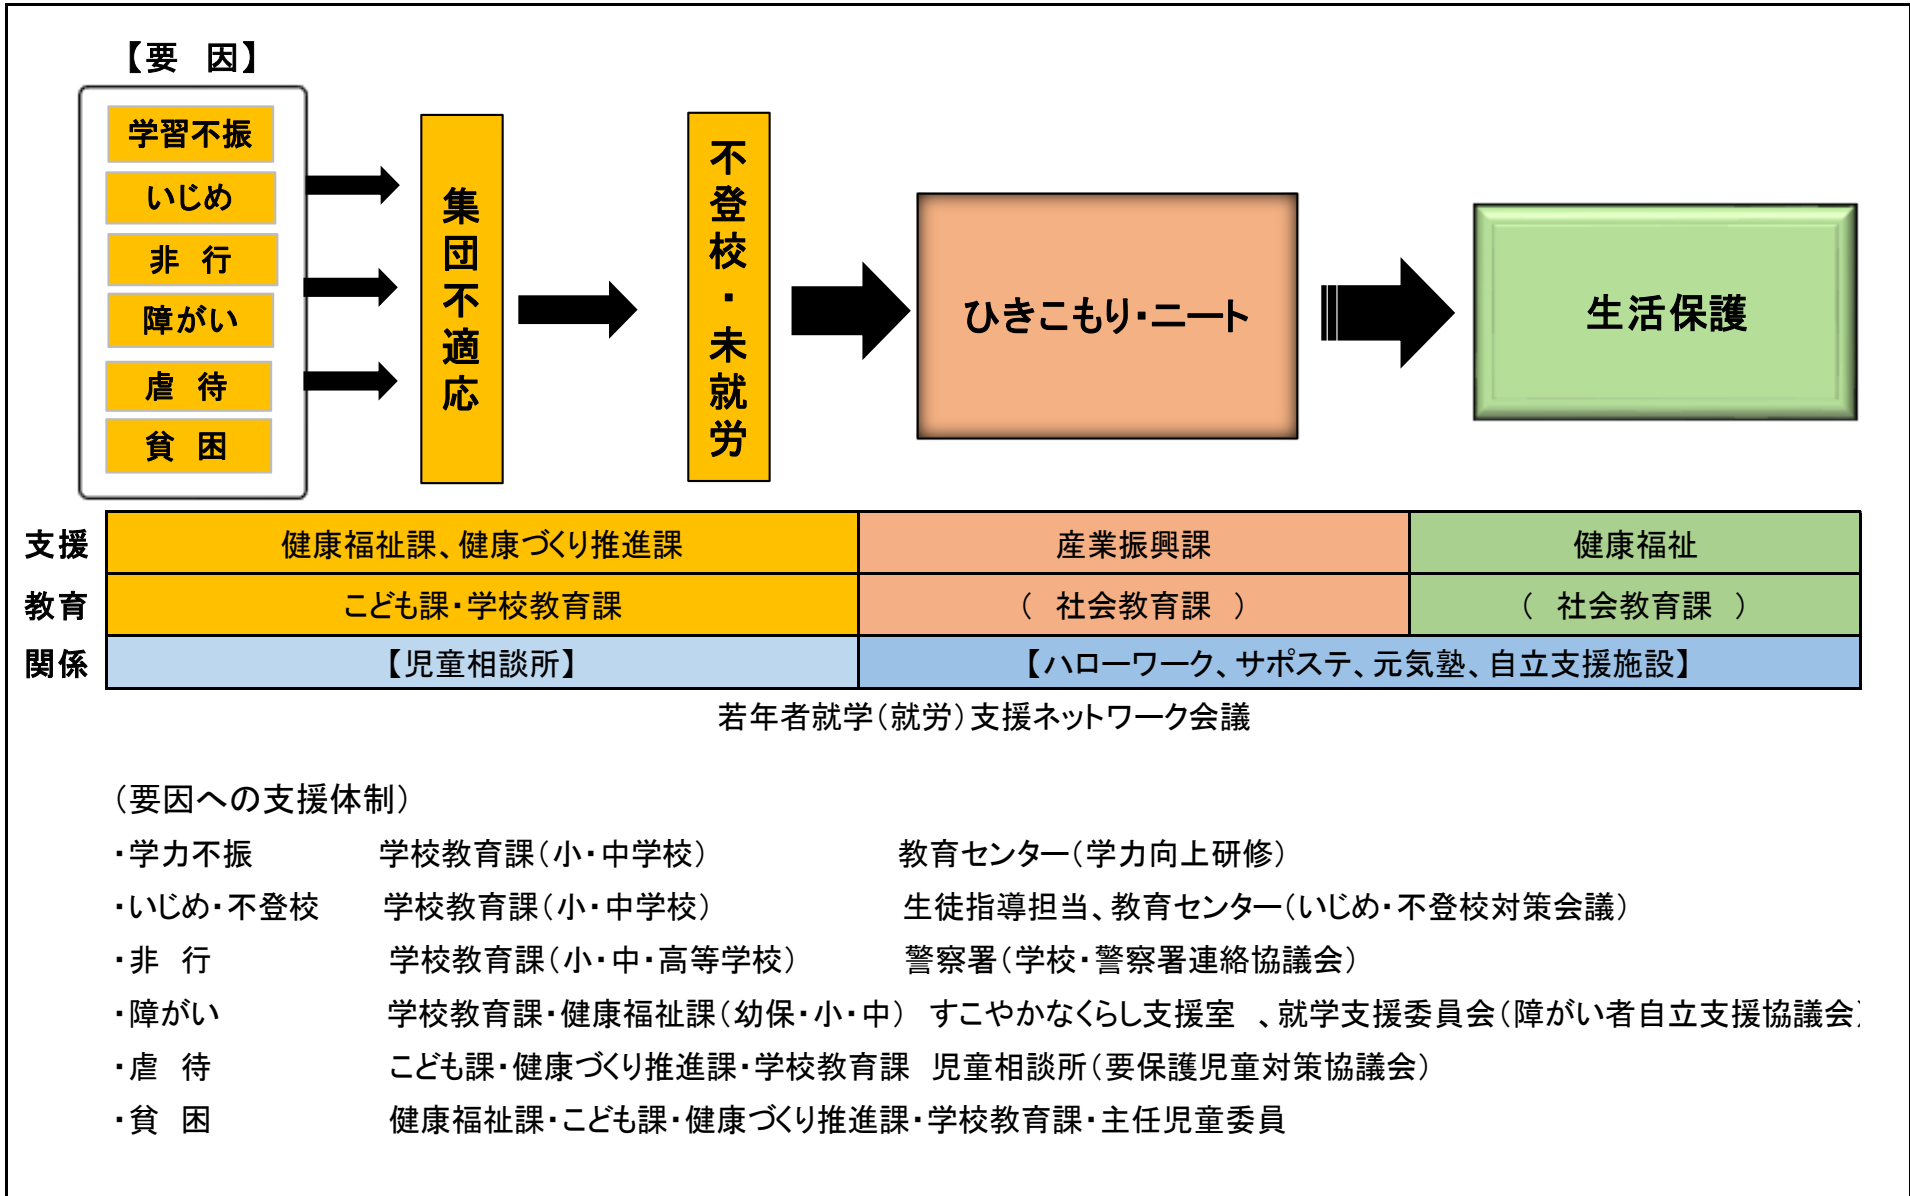 【要　因】
学習不振
いじめ
非　行
障がい
虐　待
貧　困
集団不適応
不登校・未就労
ひきこもり・ニート
生活保護
支援　健康福祉課、健康づくり推進課　産業振興課　健康福祉
教育　こども課・学校教育課　（　社会教育課　）　（　社会教育課　）
関係　【児童相談所】　【ハローワーク、サポステ、元気塾、自立支援施設】
若年者就学（就労）支援ネットワーク会議
（要因への支援体制）
・学力不振　学校教育課（小・中学校）　教育センター（学力向上研修）
・いじめ・不登校　学校教育課（小・中学校）　生徒指導担当、教育センター（いじめ・不登校対策会議）
・非　行　学校教育課（小・中・高等学校）　警察署（学校・警察署連絡協議会）
・障がい　学校教育課・健康福祉課（幼保・小・中）　すこやかなくらし支援室　、就学支援委員会（障がい者自立支援協議会）
・虐　待　こども課・健康づくり推進課・学校教育課　児童相談所（要保護児童対策協議会）
・貧　困　健康福祉課・こども課・健康づくり推進課・学校教育課・主任児童委員